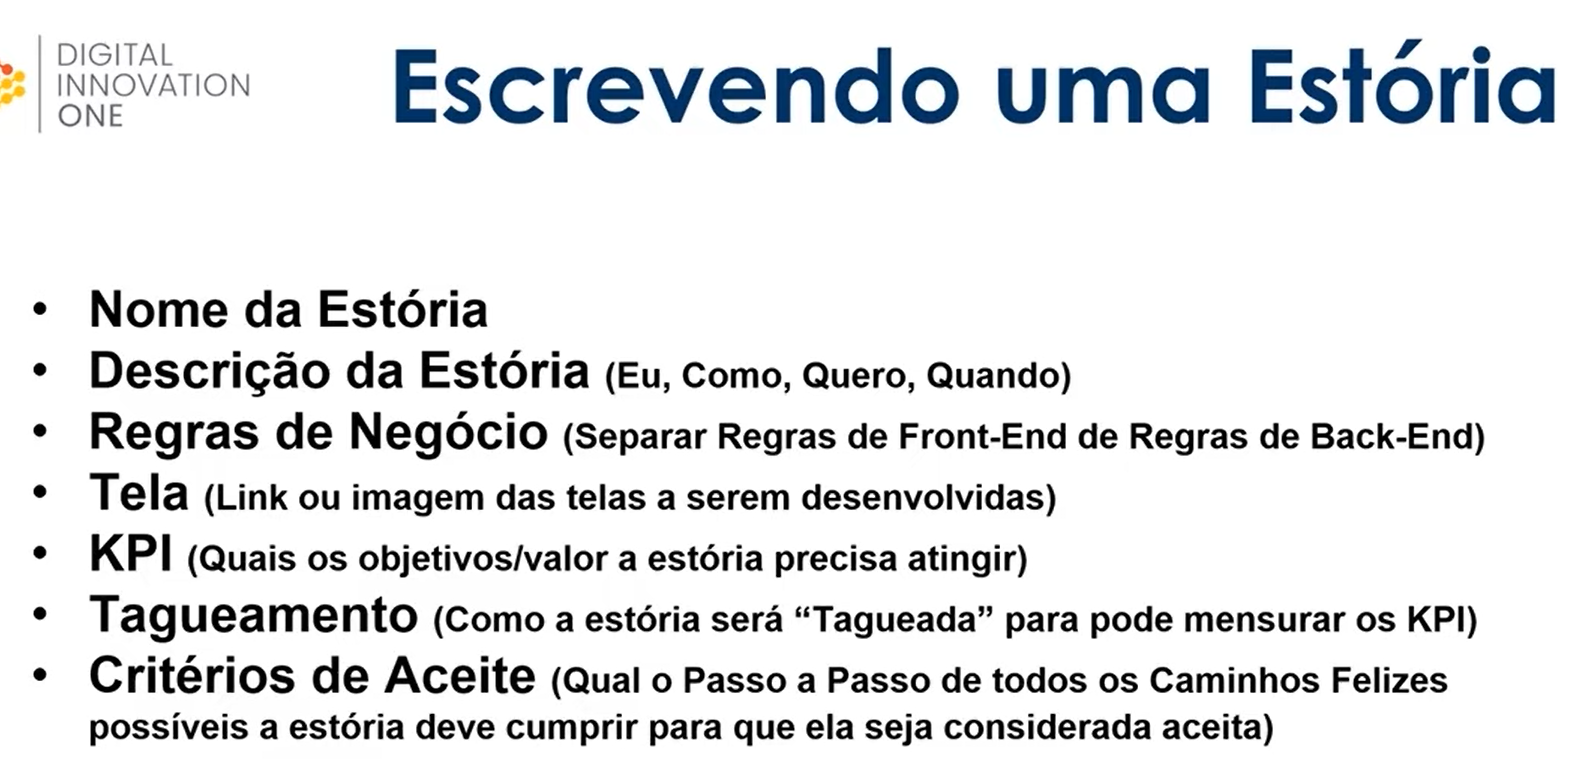 DIGITAL
INNOVATION
ONE
Escrevendo uma Estória
• Nome da Estória
• Descrição da Estória (Eu, Como, Quero, Quando)
• Regras de Negócio (Separar Regras de Front-End de Regras de Back-End)
• Tela (Link ou imagem das telas a serem desenvolvidas)
• KPI (Quais os objetivos/valor a estória precisa atingir)
• Tagueamento (Como a estória será “Tagueada” para pode mensurar os KPI)
• Critérios de Aceite (Qual o Passo a Passo de todos os Caminhos Felizes
possíveis a estória deve cumprir para que ela seja considerada aceita)